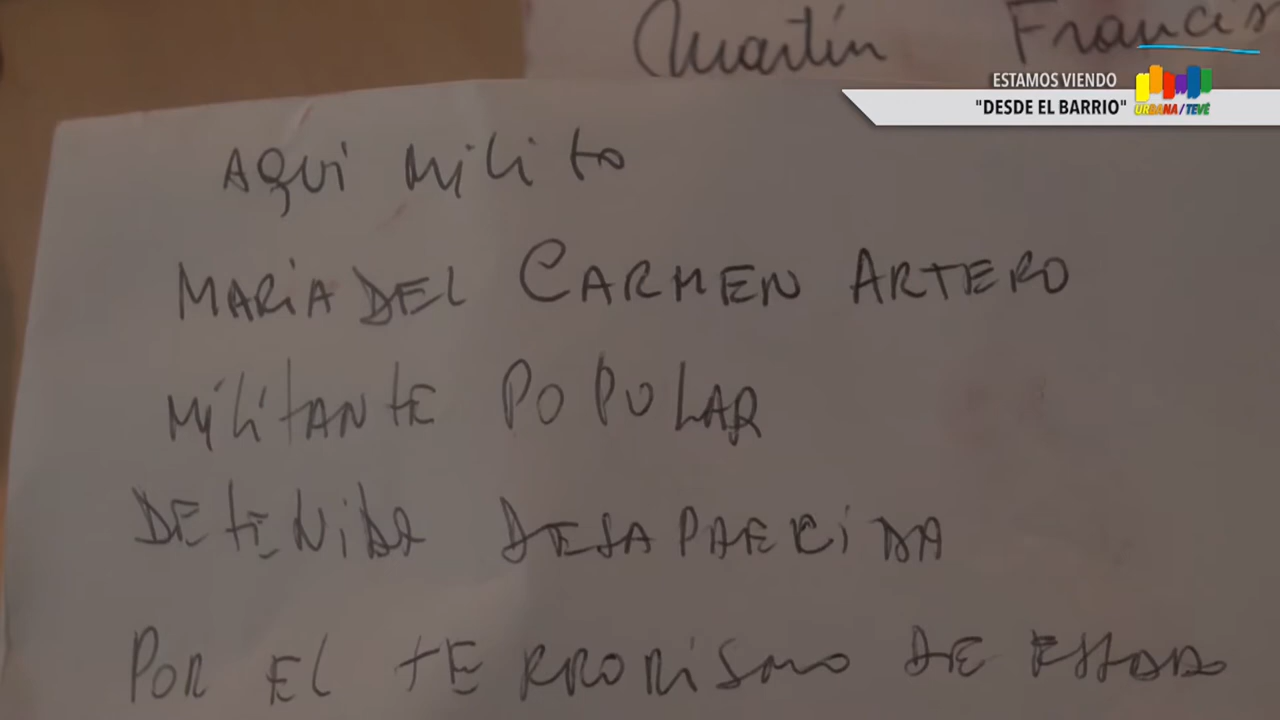 Martín Francis
ESTAMOS VIENDO
"DESDE EL BARRIO"
URBANA/TEVÉ
AQUI MILITO
MARIA DEL CARMEN ARTERO
MILITANTE POPULAR
DETENIDA DESAPARECIDA
POR EL TERRORISMO DE ESTADO